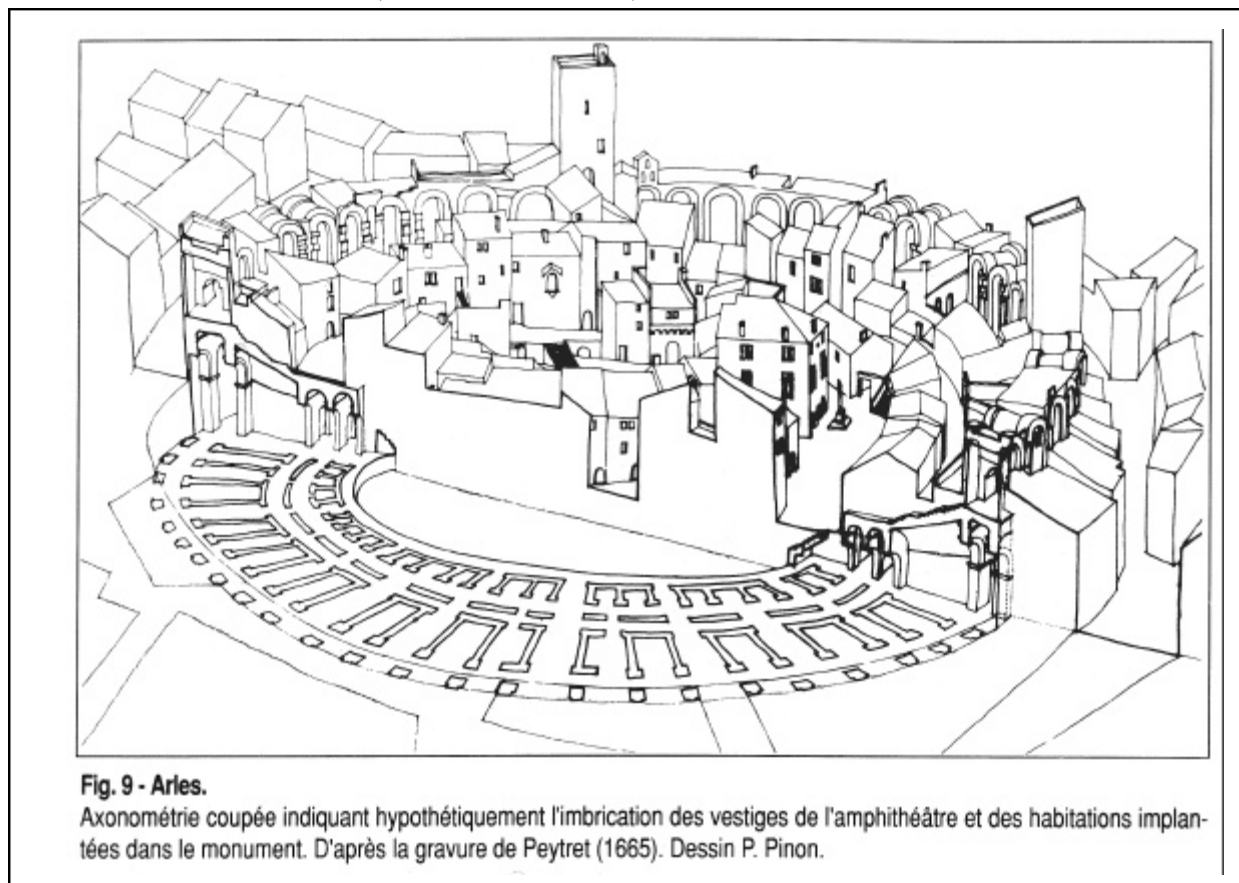 Fig. 9 - Arles.
Axonométrie coupée indiquant hypothétiquement l'imbrication des vestiges de l'amphithéâtre et des habitations implan-
tées dans le monument. D'après la gravure de Peytret (1665). Dessin P. Pinon.